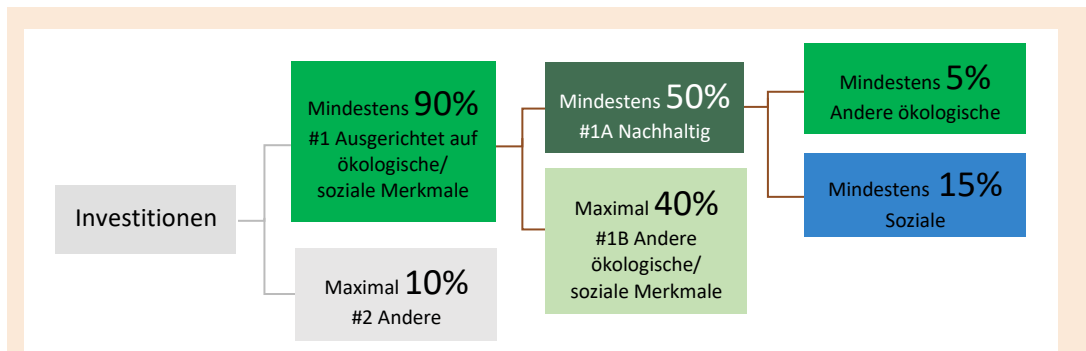 Investitionen
Mindestens 90%
#1 Ausgerichtet auf
ökologische/
soziale Merkmale
Maximal 10%
#2 Andere
Mindestens 50%
#1A Nachhaltig
Maximal 40%
#1B Andere
ökologische/
soziale Merkmale
Mindestens 5%
Andere ökologische
Mindestens 15%
Soziale